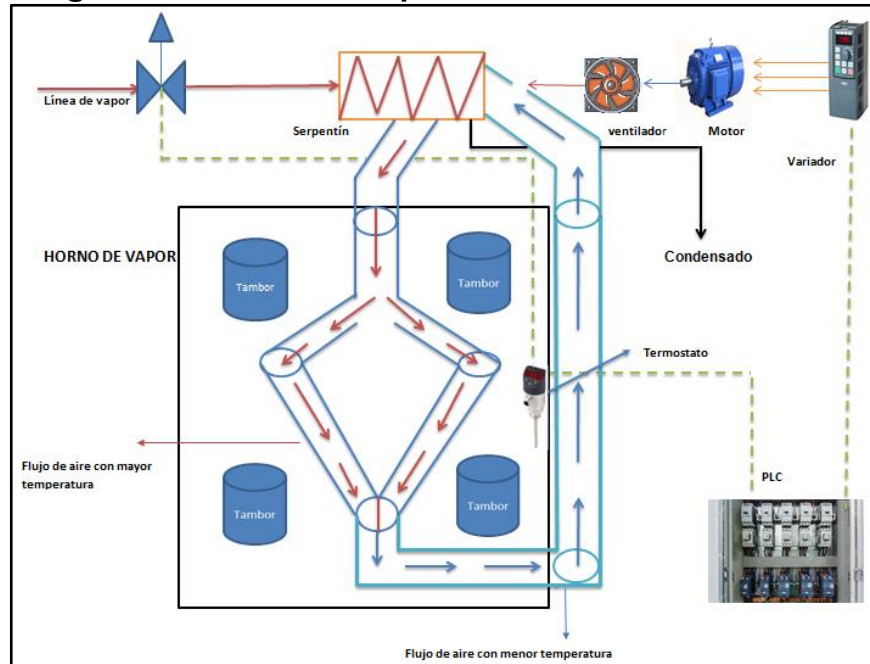 Línea de vapor
Serpentín
ventilador
Motor
Variador
HORNO DE VAPOR
Tambor
Tambor
Condensado
Termostato
Flujo de aire con mayor
temperatura
Tambor
Tambor
PLC
Flujo de aire con menor temperatura